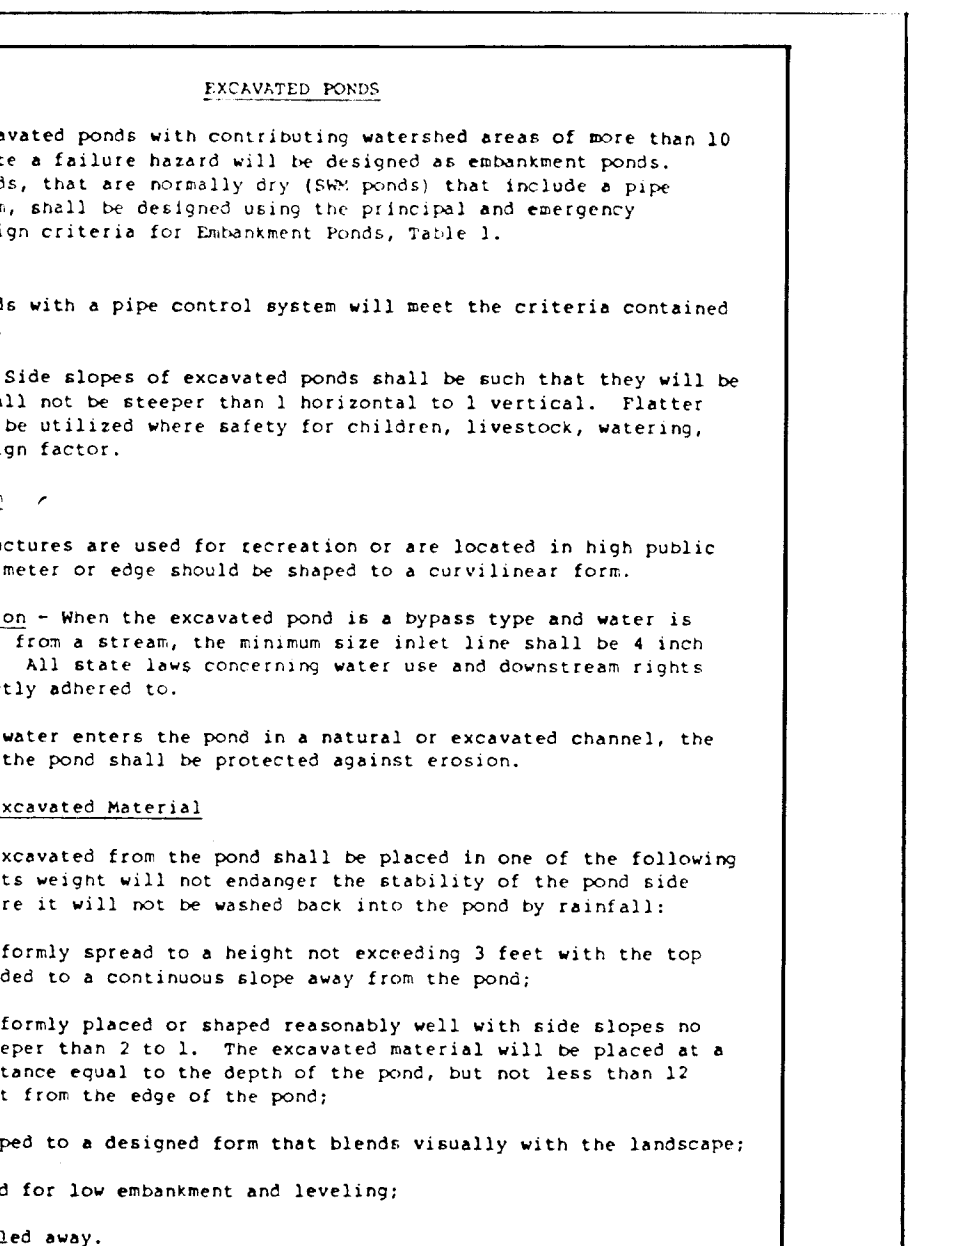 EXCAVATED PONDS
avated ponds with contributing watershed areas of more than 10
te a failure hazard will be designed as embankment ponds.
ds, that are normally dry (SWM ponds) that include a pipe
m, shall be designed using the principal and emergency
ign criteria for Embankment Ponds, Table 1.
ds with a pipe control system will meet the criteria contained
.
Side slopes of excavated ponds shall be such that they will be
all not be steeper than 1 horizontal to 1 vertical. Flatter
be utilized where safety for children, livestock, watering,
ign factor.
uctures are used for recreation or are located in high public
meter or edge should be shaped to a curvilinear form.
on - When the excavated pond is a bypass type and water is
from a stream, the minimum size inlet line shall be 4 inch
All state laws concerning water use and downstream rights
tly adhered to.
water enters the pond in a natural or excavated channel, the
the pond shall be protected against erosion.
xcavated Material
xcavated from the pond shall be placed in one of the following
ts weight will not endanger the stability of the pond side
re it will not be washed back into the pond by rainfall:
formly spread to a height not exceeding 3 feet with the top
ded to a continuous slope away from the pond;
formly placed or shaped reasonably well with side slopes no
eper than 2 to 1. The excavated material will be placed at a
tance equal to the depth of the pond, but not less than 12
t from the edge of the pond;
ped to a designed form that blends visually with the landscape;
d for low embankment and leveling;
led away.